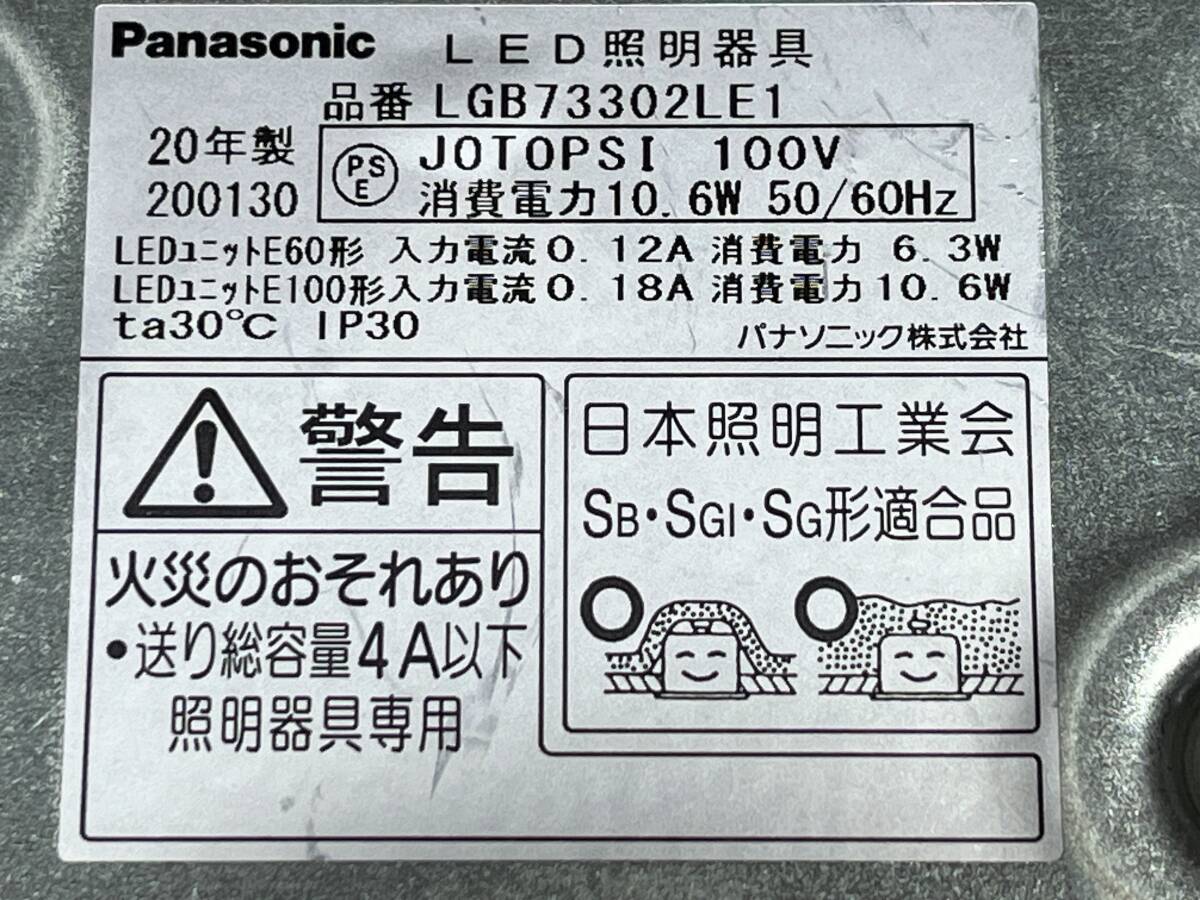 Panasonic LED照明器具
品番 LGB73302LE1
20年製
200130
PSE JOTOPSI 100V
消費電力10.6W 50/60Hz
LEDユニットE60形 入力電流0.12A 消費電力 6.3W
LEDユニットE100形入力電流0.18A 消費電力10.6W
ta30℃ IP30
パナソニック株式会社
警告
火災のおそれあり
・送り総容量4A以下
照明器具専用
日本照明工業会
SB・SGI・SG形適合品